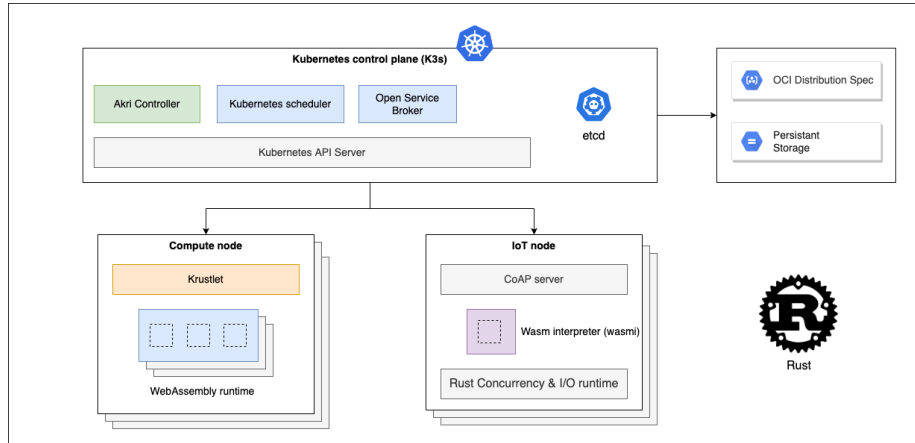 Kubernetes control plane (K3s)
Akri Controller
Kubernetes scheduler
Open Service
Broker
etcd
Kubernetes API Server
OCI Distribution Spec
Persistant
Storage
Compute node
Krustlet
WebAssembly runtime
IoT node
CoAP server
Wasm interpreter (wasmi)
Rust Concurrency & I/O runtime
R
Rust